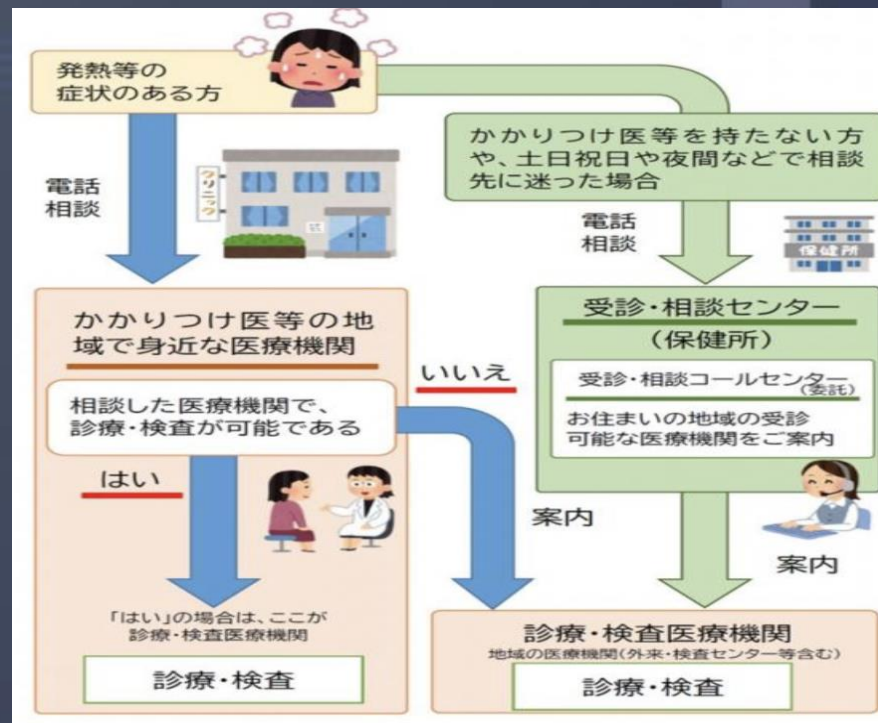 発熱等の
症状のある方
電話
相談
クリニック
かかりつけ医等を持たない方
や、土日祝日や夜間などで相談
先に迷った場合
電話
相談
保健所
かかりつけ医等の地
域で身近な医療機関
相談した医療機関で、
診療・検査が可能である
いいえ
はい
案内
受診・相談センター
(保健所)
受診・相談コールセンター
(委託)
お住まいの地域の受診
可能な医療機関をご案内
案内
「はい」の場合は、ここが
診療・検査医療機関
診療・検査
診療・検査医療機関
地域の医療機関(外来・検査センター等含む)
診療・検査